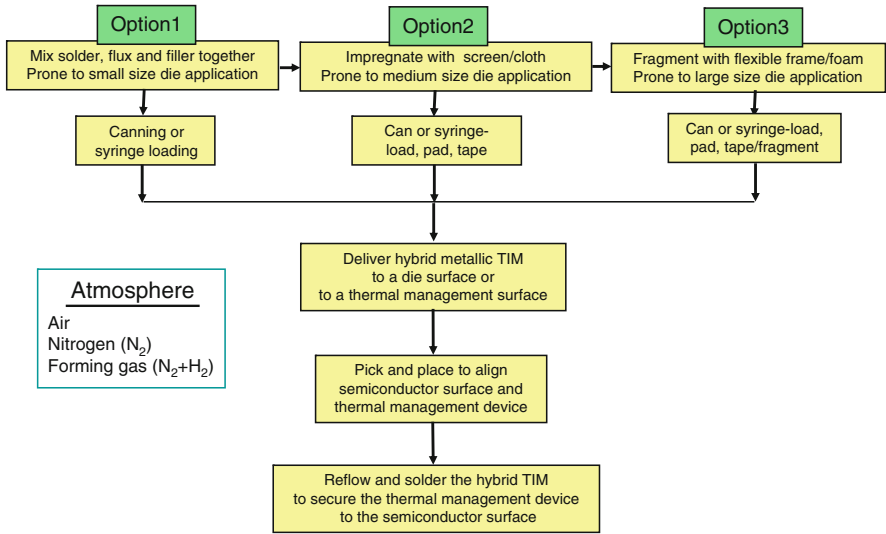 Option1
Mix solder, flux and filler together
Prone to small size die application
Option2
Impregnate with screen/cloth
Prone to medium size die application
Option3
Fragment with flexible frame/foam
Prone to large size die application
Canning or
syringe loading
Can or syringe-
load, pad, tape
Can or syringe-load,
pad, tape/fragment
Deliver hybrid metallic TIM
to a die surface or
to a thermal management surface
Atmosphere
Air
Nitrogen (N₂)
Forming gas (N₂+H₂)
Pick and place to align
semiconductor surface and
thermal management device
Reflow and solder the hybrid TIM
to secure the thermal management device
to the semiconductor surface